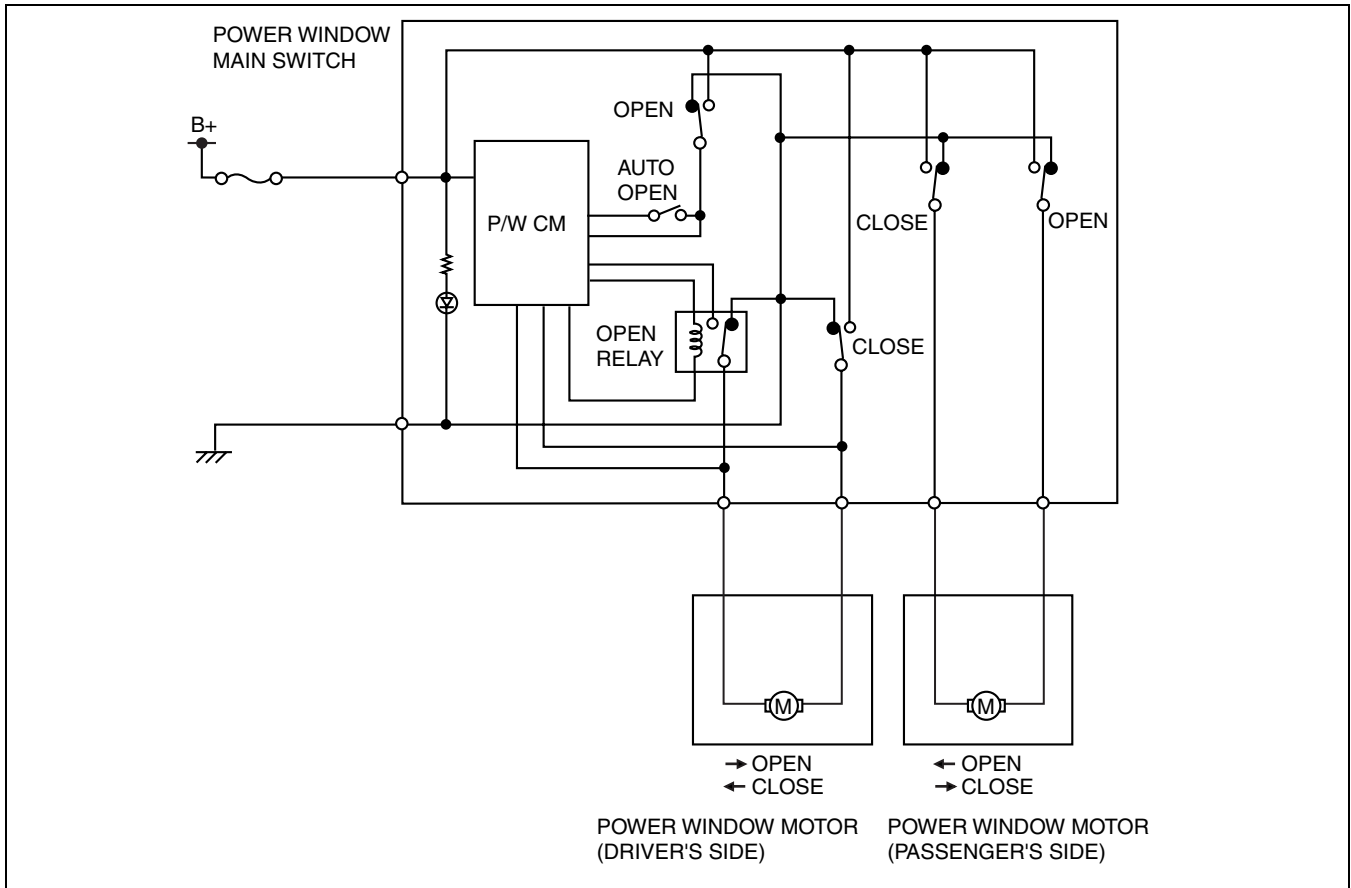 POWER WINDOW
MAIN SWITCH
B+
OPEN
AUTO
OPEN
P/W CM
CLOSE
OPEN
OPEN
RELAY
CLOSE
M
M
→ OPEN
← CLOSE
← OPEN
→ CLOSE
POWER WINDOW MOTOR
(DRIVER'S SIDE)
POWER WINDOW MOTOR
(PASSENGER'S SIDE)